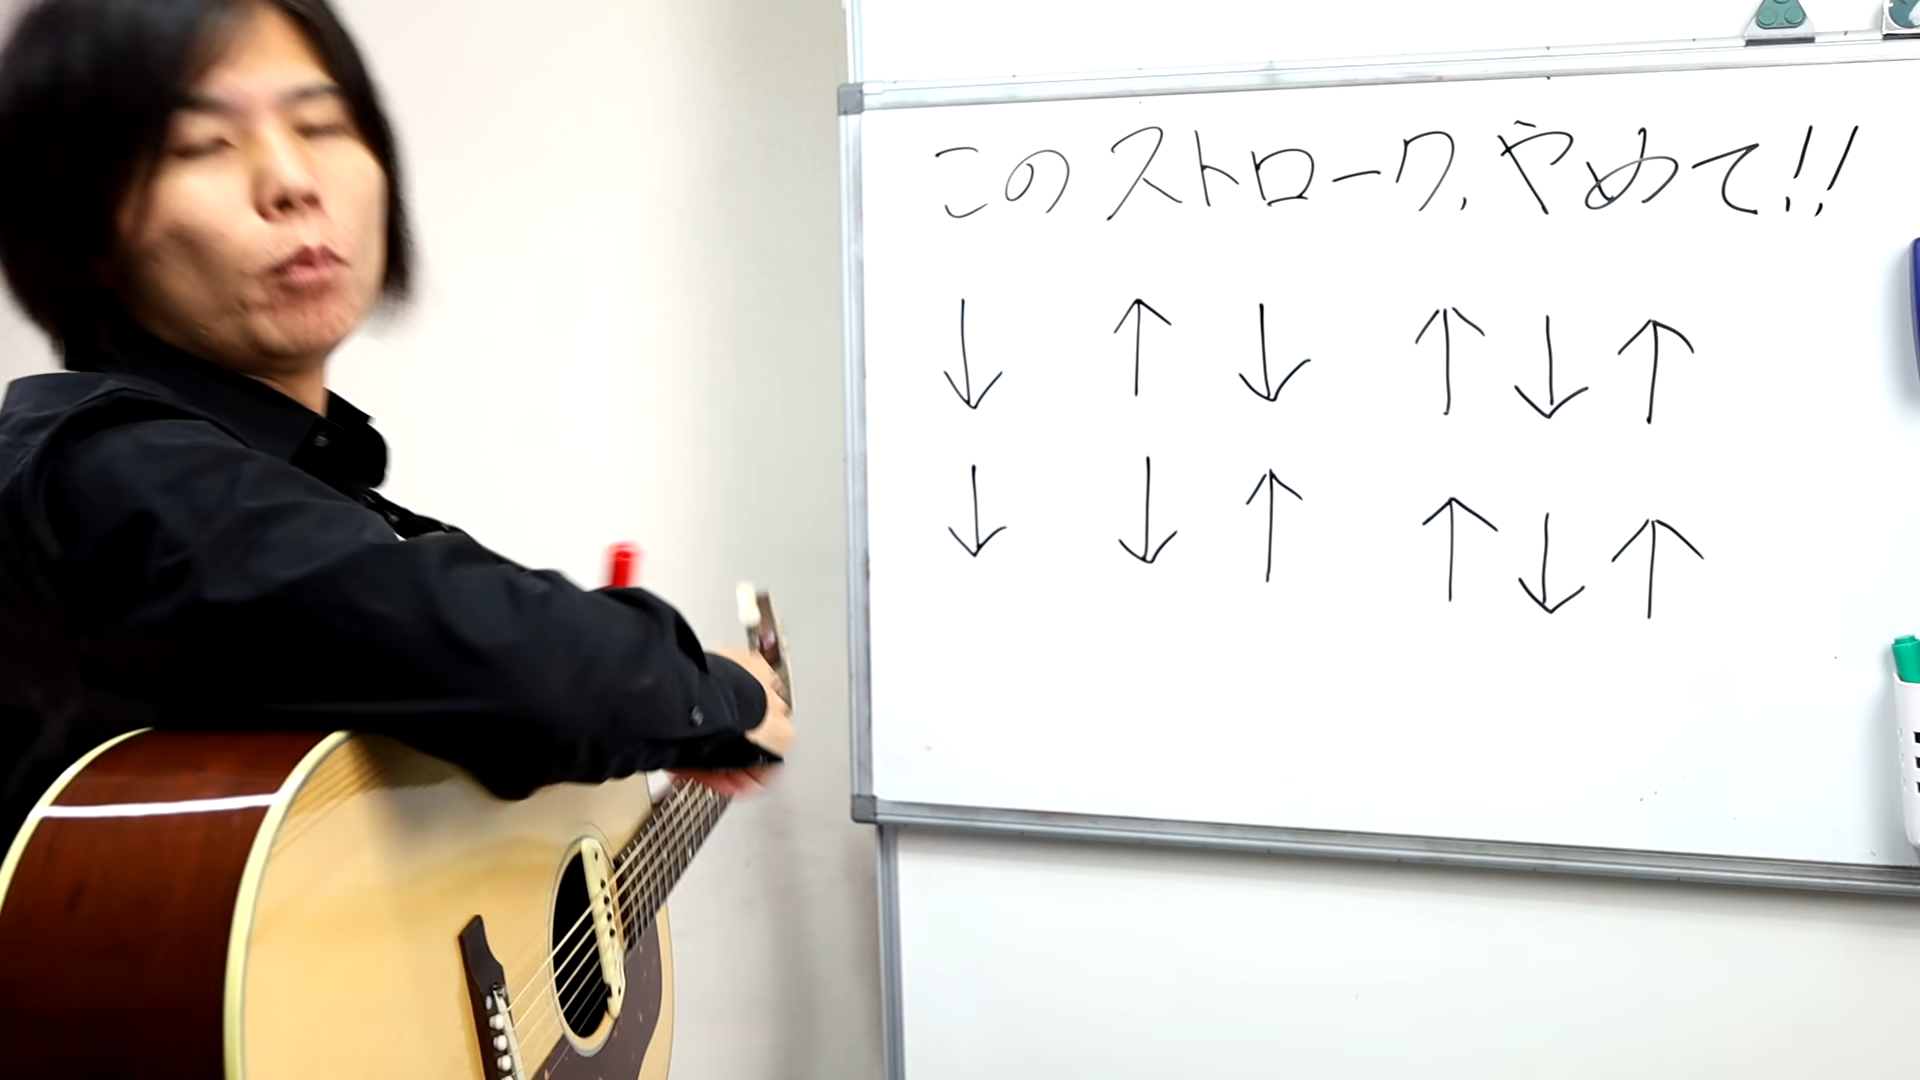 このストローク、やめて!!
↓ ↑ ↓ ↑ ↓ ↑
↓ ↓ ↑ ↑ ↓ ↑